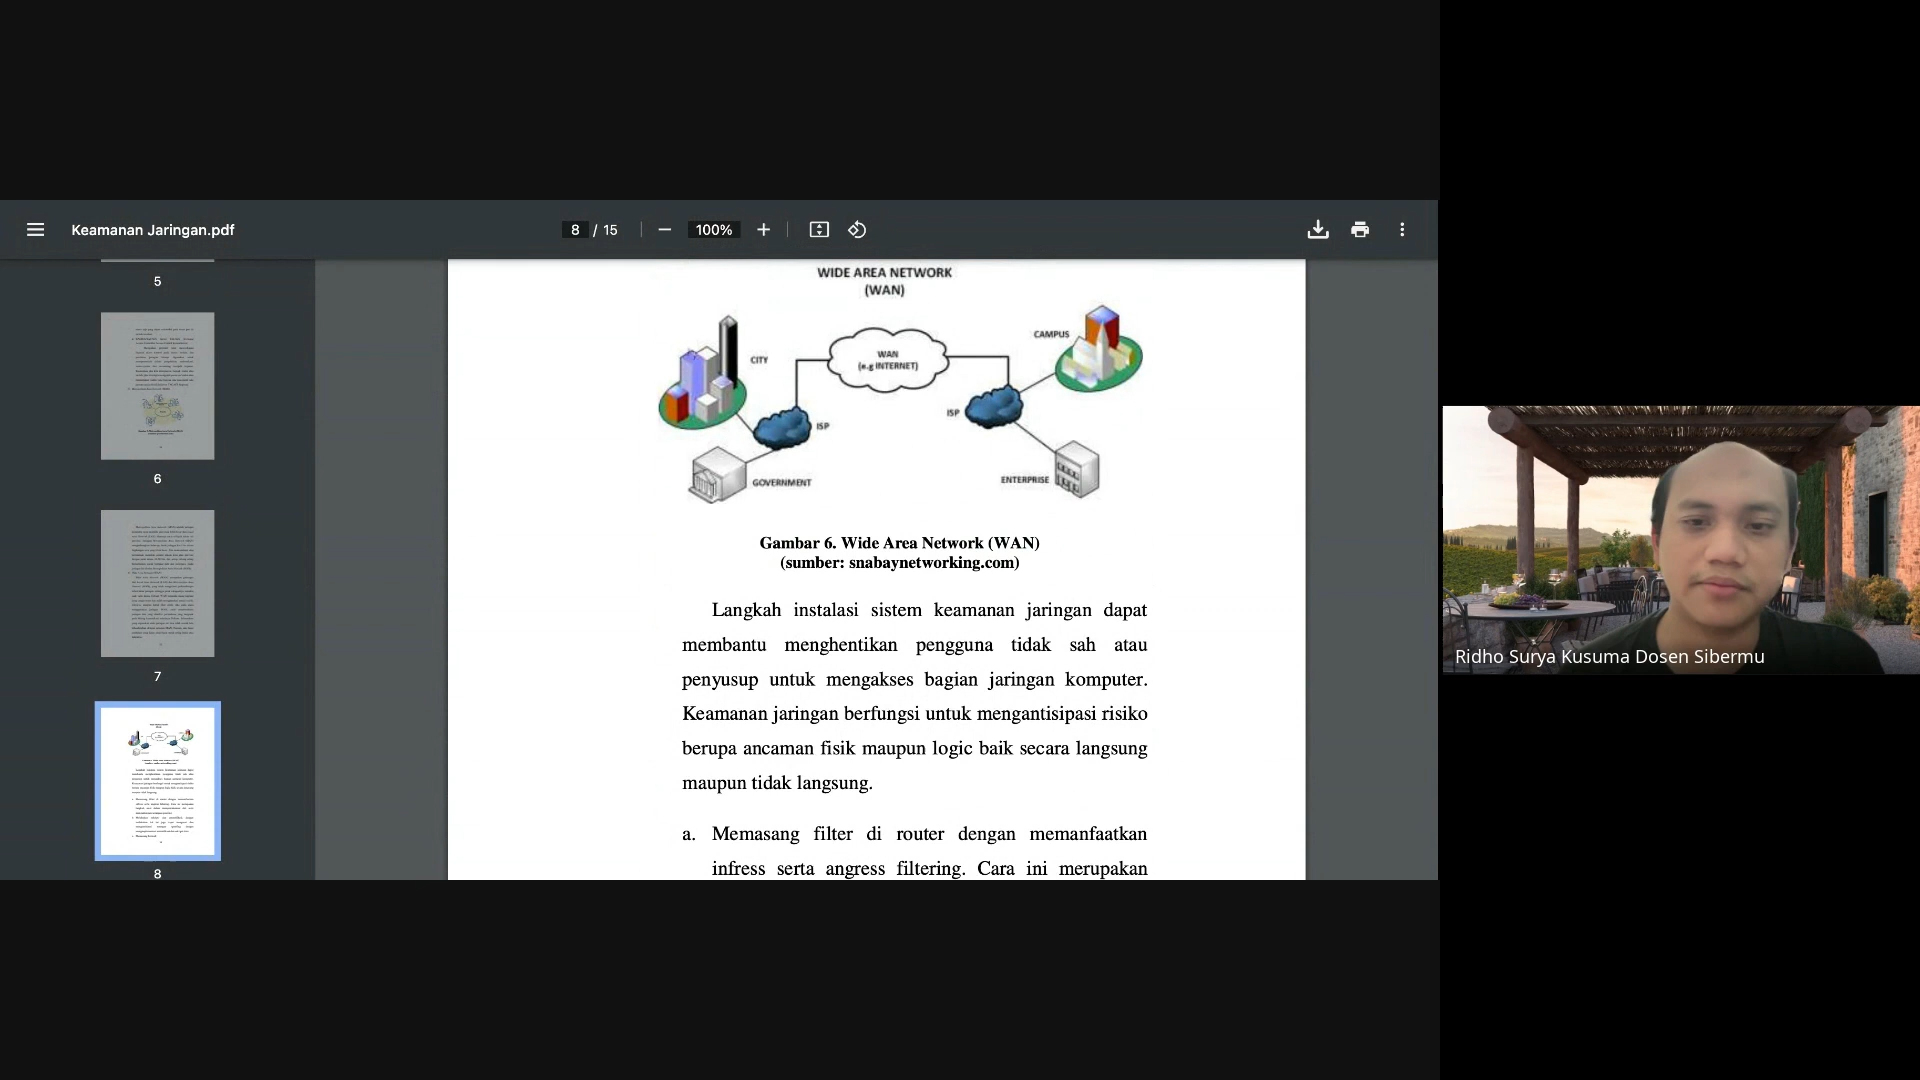 Keamanan Jaringan.pdf
8 / 15
100%
5
6
7
8
WIDE AREA NETWORK
(WAN)
CITY
WAN
(e.g INTERNET)
CAMPUS
ISP
ISP
GOVERNMENT
ENTERPRISE
Gambar 6. Wide Area Network (WAN)
(sumber: snabaynetworking.com)
Langkah instalasi sistem keamanan jaringan dapat
membantu menghentikan pengguna tidak sah atau
penyusup untuk mengakses bagian jaringan komputer.
Keamanan jaringan berfungsi untuk mengantisipasi risiko
berupa ancaman fisik maupun logic baik secara langsung
maupun tidak langsung.
a. Memasang filter di router dengan memanfaatkan
infress serta angress filtering. Cara ini merupakan
Ridho Surya Kusuma Dosen Sibermu